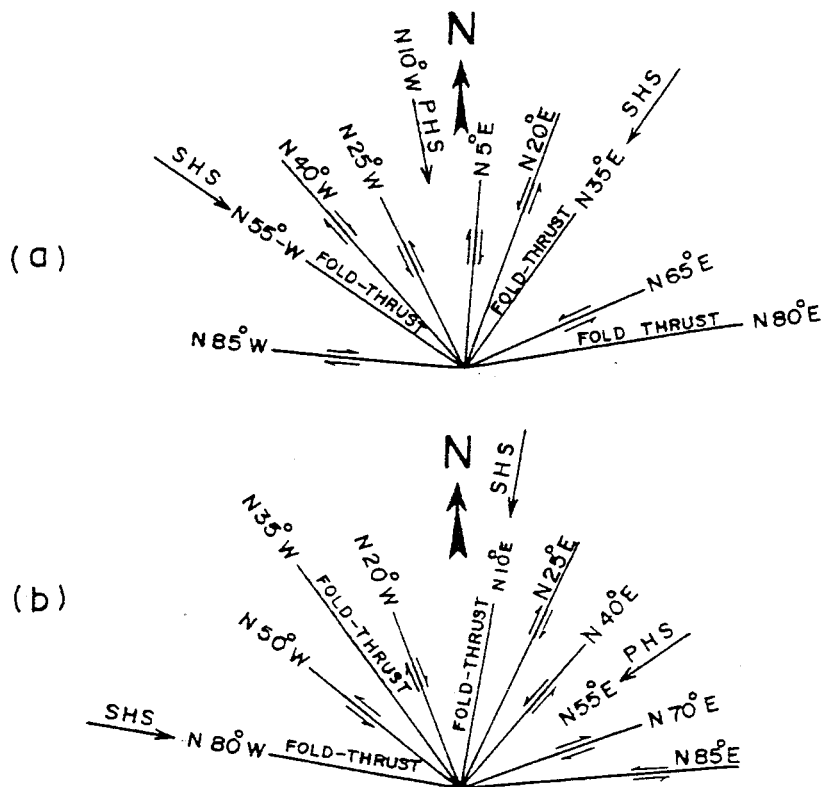 (a)
N
N10°W PHS
SHS
N55°-W
FOLD-THRUST
N40°W
N25°W
N5°E
N20°E
SHS
N35°E
FOLD-THRUST
N65°E
FOLD THRUST
N80°E
N85°W
(b)
N
SHS
N35°W
FOLD-THRUST
N20°W
N10°E
FOLD-THRUST
N25°E
N40°E
PHS
N55°E
N50°W
N70°E
SHS
N80°W
FOLD-THRUST
N85°E